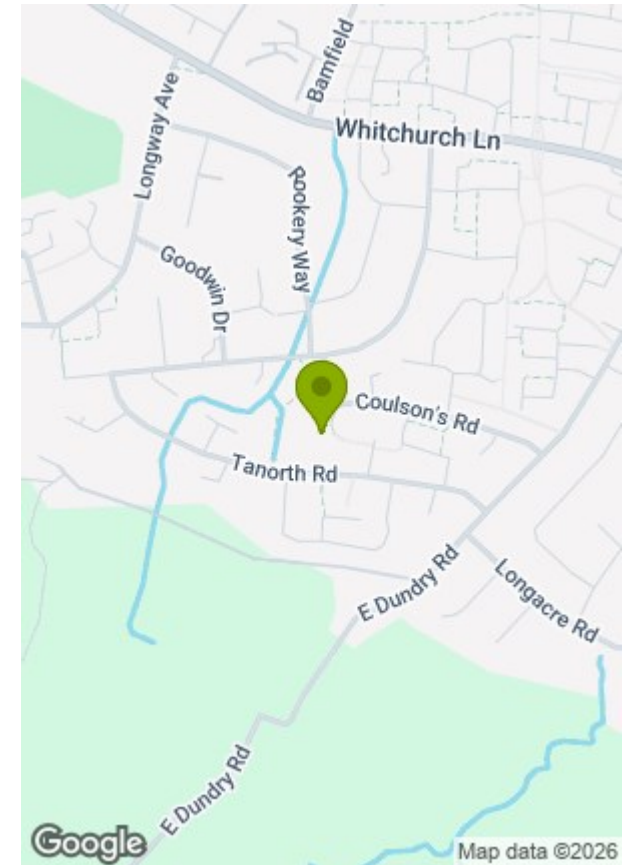 Bamfield
Whitchurch Ln
Longway Ave
Rookery Way
Goodwin Dr
Coulson's Rd
Tanorth Rd
E Dundry Rd
Longacre Rd
E Dundry Rd
Google
Map data ©2026